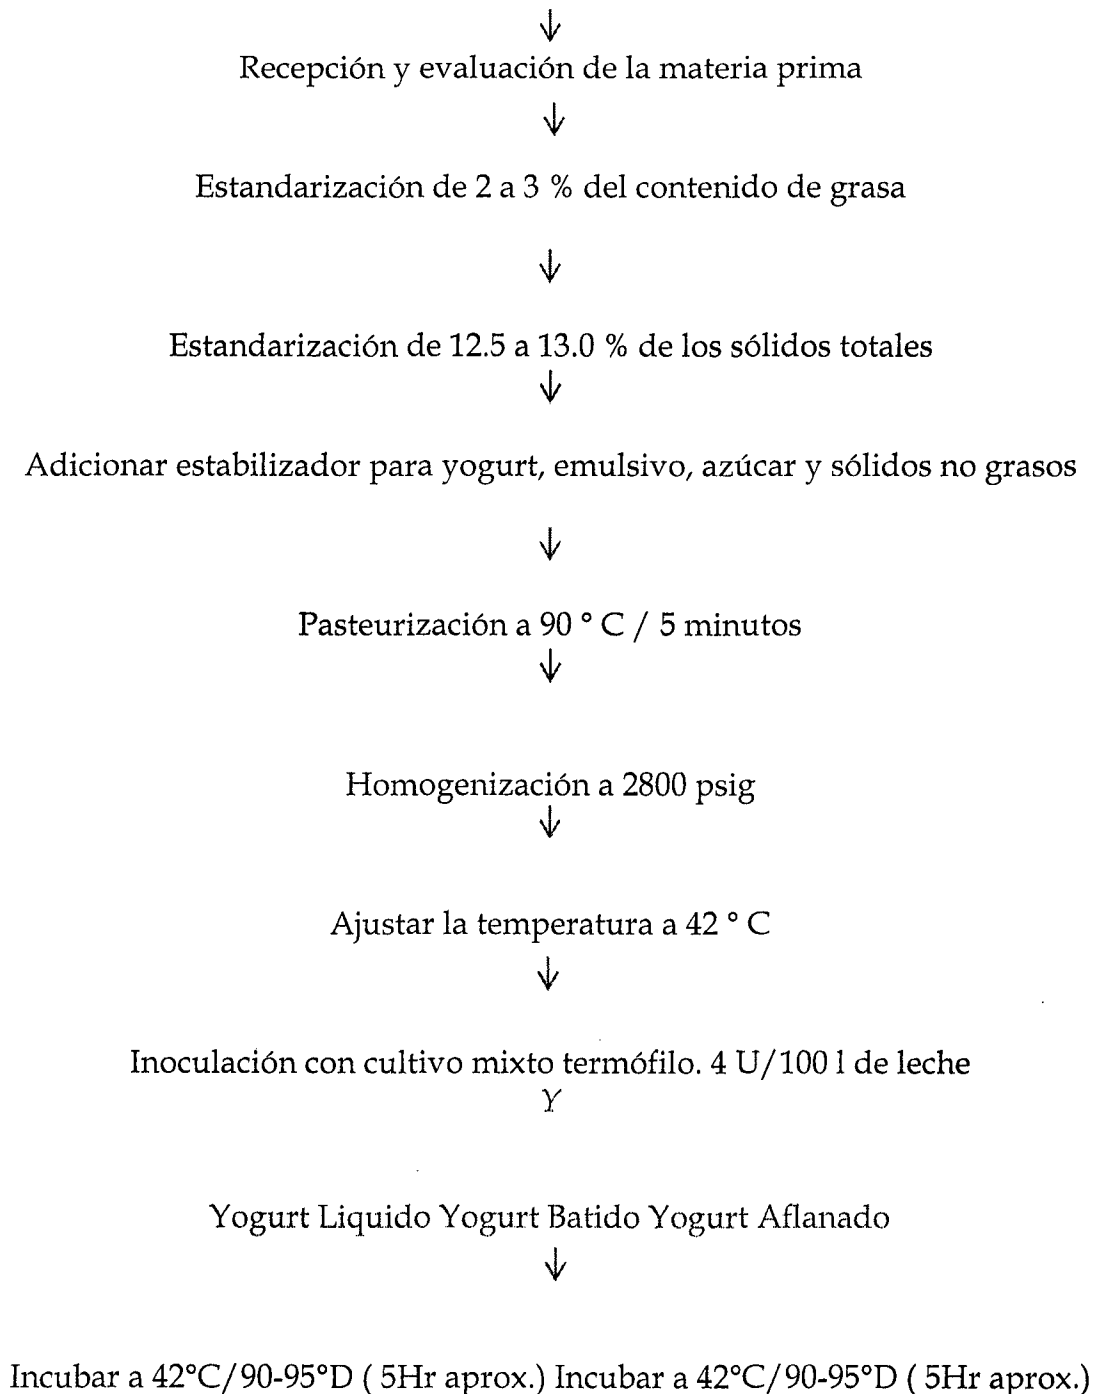 ↓
Recepción y evaluación de la materia prima
↓
Estandarización de 2 a 3 % del contenido de grasa
↓
Estandarización de 12.5 a 13.0 % de los sólidos totales
↓
Adicionar estabilizador para yogurt, emulsivo, azúcar y sólidos no grasos
↓
Pasteurización a 90 ° C / 5 minutos
↓
Homogenización a 2800 psig
↓
Ajustar la temperatura a 42 ° C
↓
Inoculación con cultivo mixto termófilo. 4 U/100 l de leche
Y
Yogurt Liquido Yogurt Batido Yogurt Aflanado
↓
Incubar a 42°C/90-95°D ( 5Hr aprox.) Incubar a 42°C/90-95°D ( 5Hr aprox.)